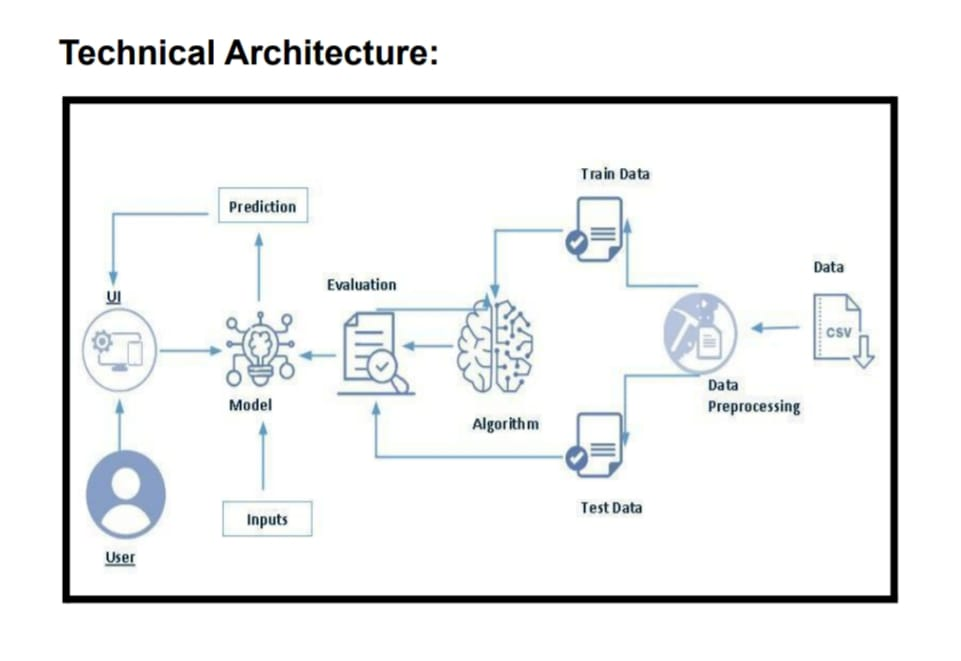 Technical Architecture:
Train Data
Prediction
Data
Evaluation
UI
CSV
Data
Preprocessing
Model
Algorithm
Test Data
Inputs
User